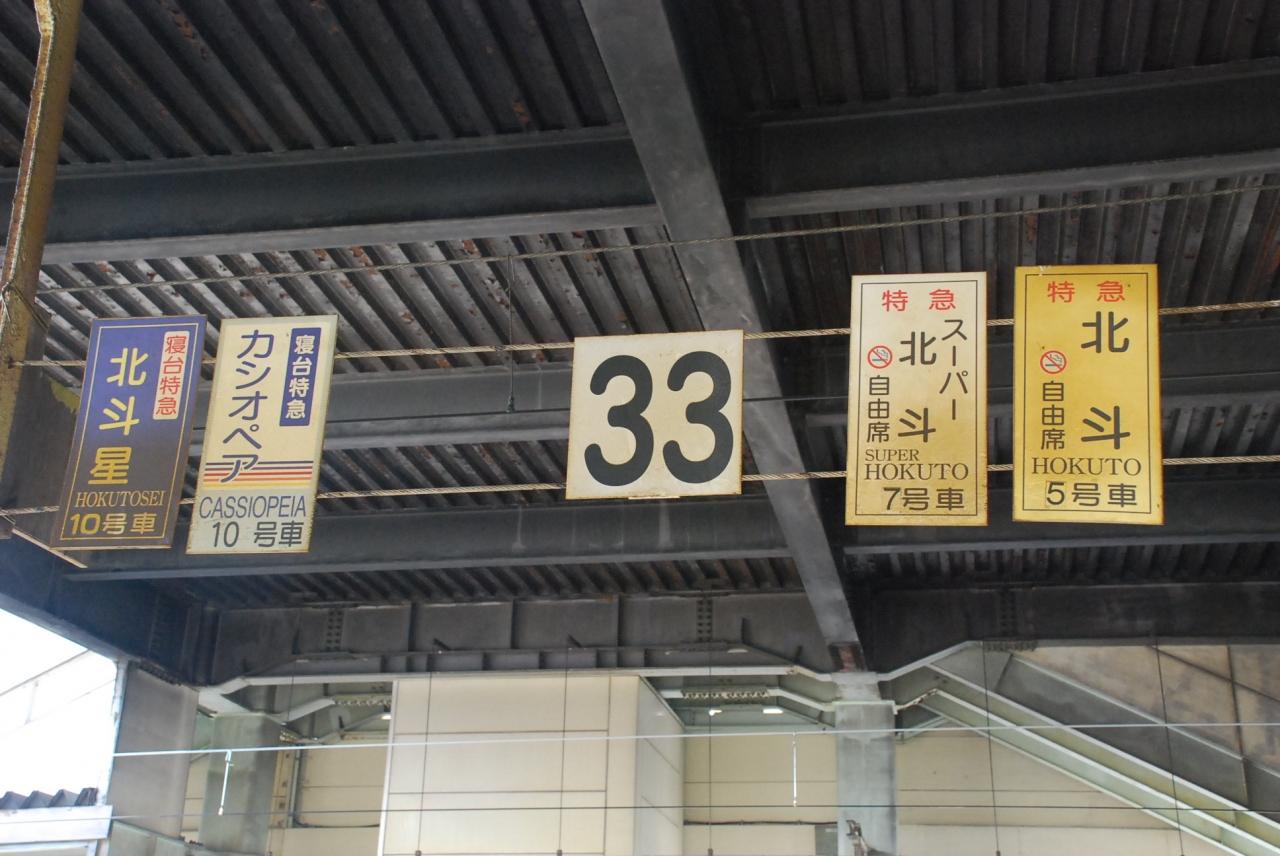 寝台特急
北斗星
HOKUTOSEI
10号車
寝台特急
カシオペア
CASSIOPEIA
10 号車
33
特急
スーパー
北斗
自由席
SUPER
HOKUTO
7号車
特急
北斗
自由席
HOKUTO
5号車